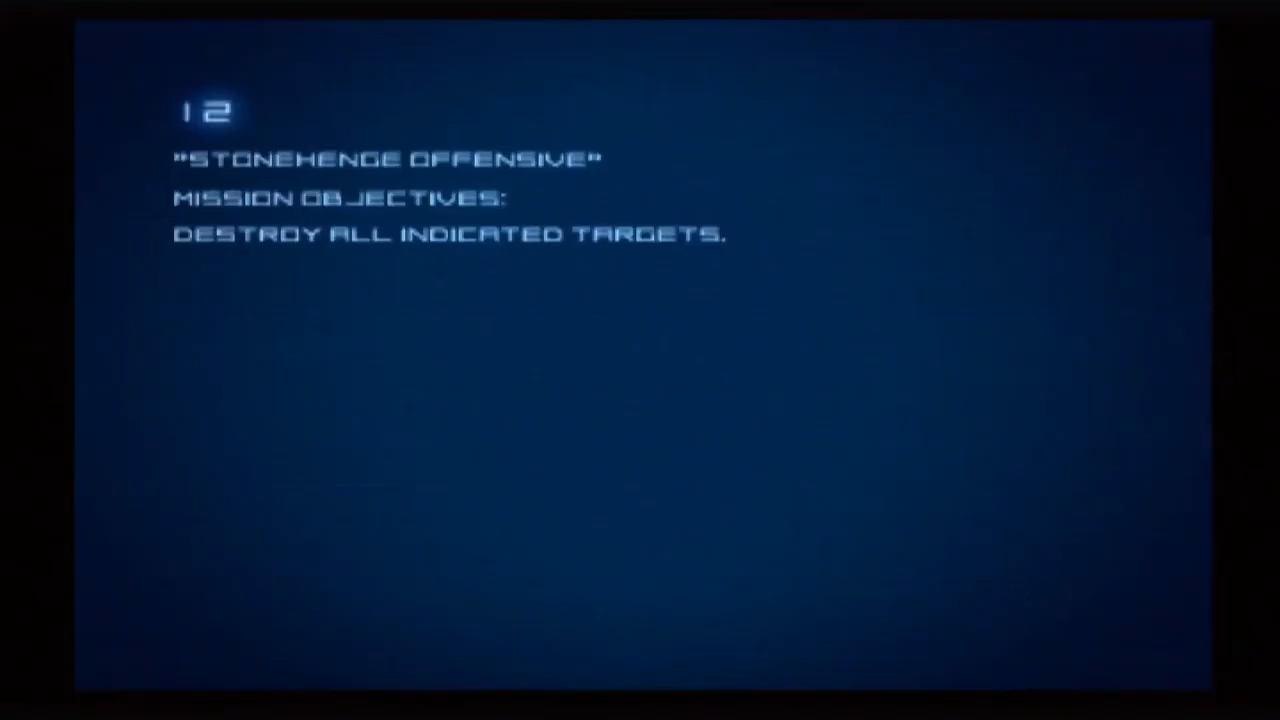 12
"STONEHENGE OFFENSIVE"
MISSION OBJECTIVES:
DESTROY ALL INDICATED TARGETS.